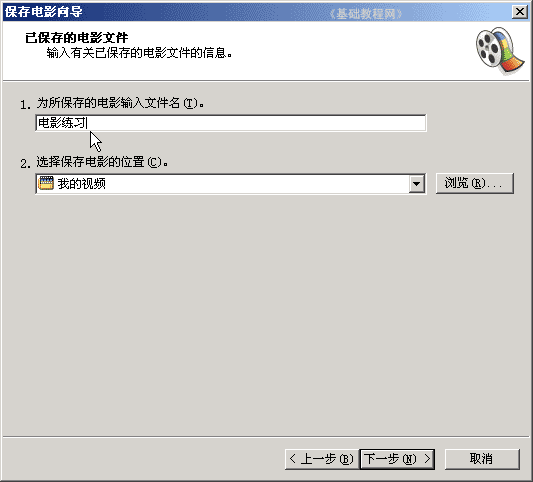 保存电影向导
《基础教程网》
已保存的电影文件
输入有关已保存的电影文件的信息。
1. 为所保存的电影输入文件名(T)。
电影练习
2. 选择保存电影的位置(C)。
我的视频
浏览(R)...
< 上一步(B)
下一步(N) >
取消